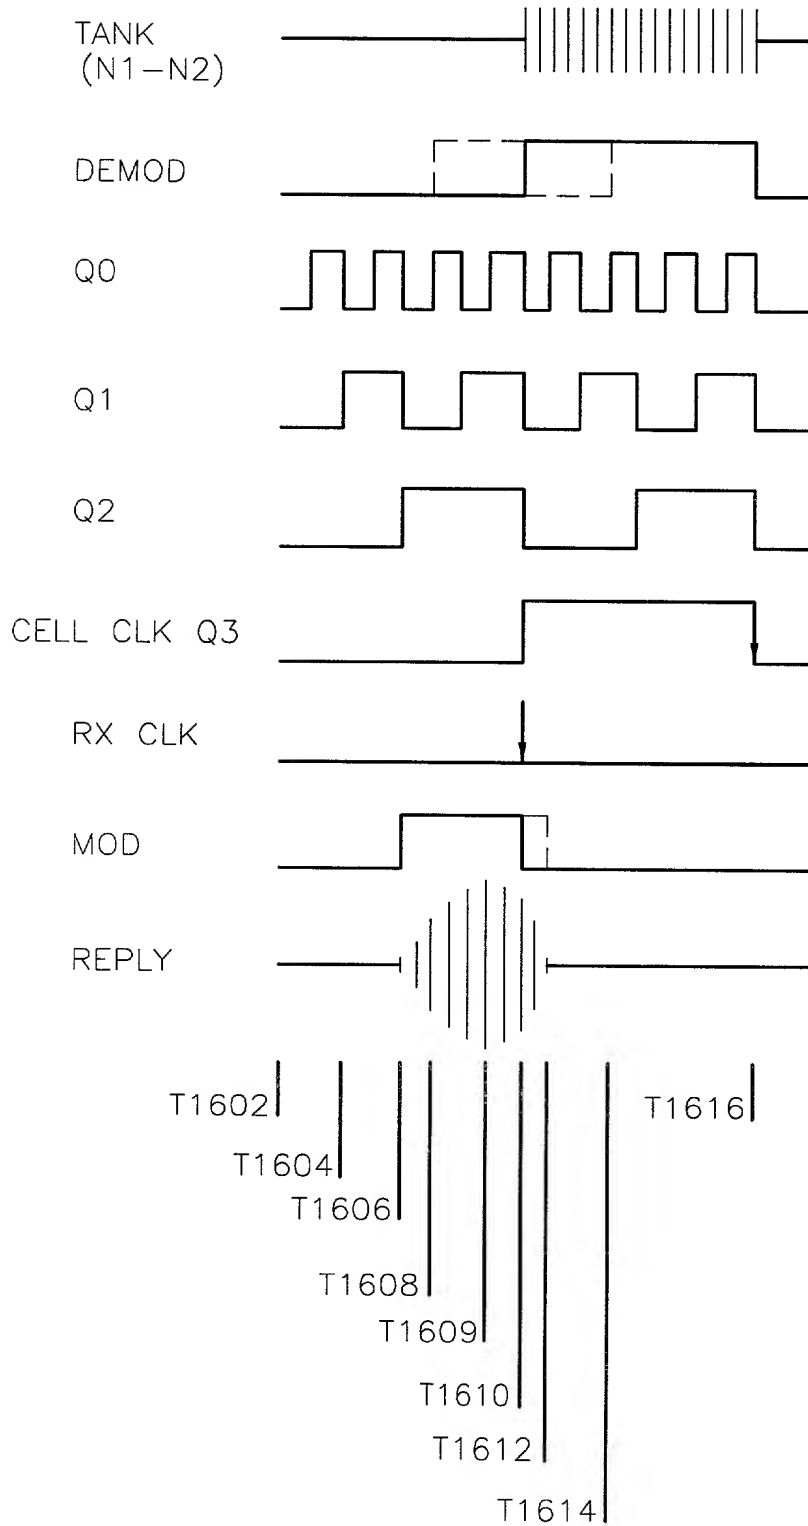 TANK
(N1-N2)
DEMOD
Q0
Q1
Q2
CELL CLK Q3
RX CLK
MOD
REPLY
T1602
T1616
T1604
T1606
T1608
T1609
T1610
T1612
T1614